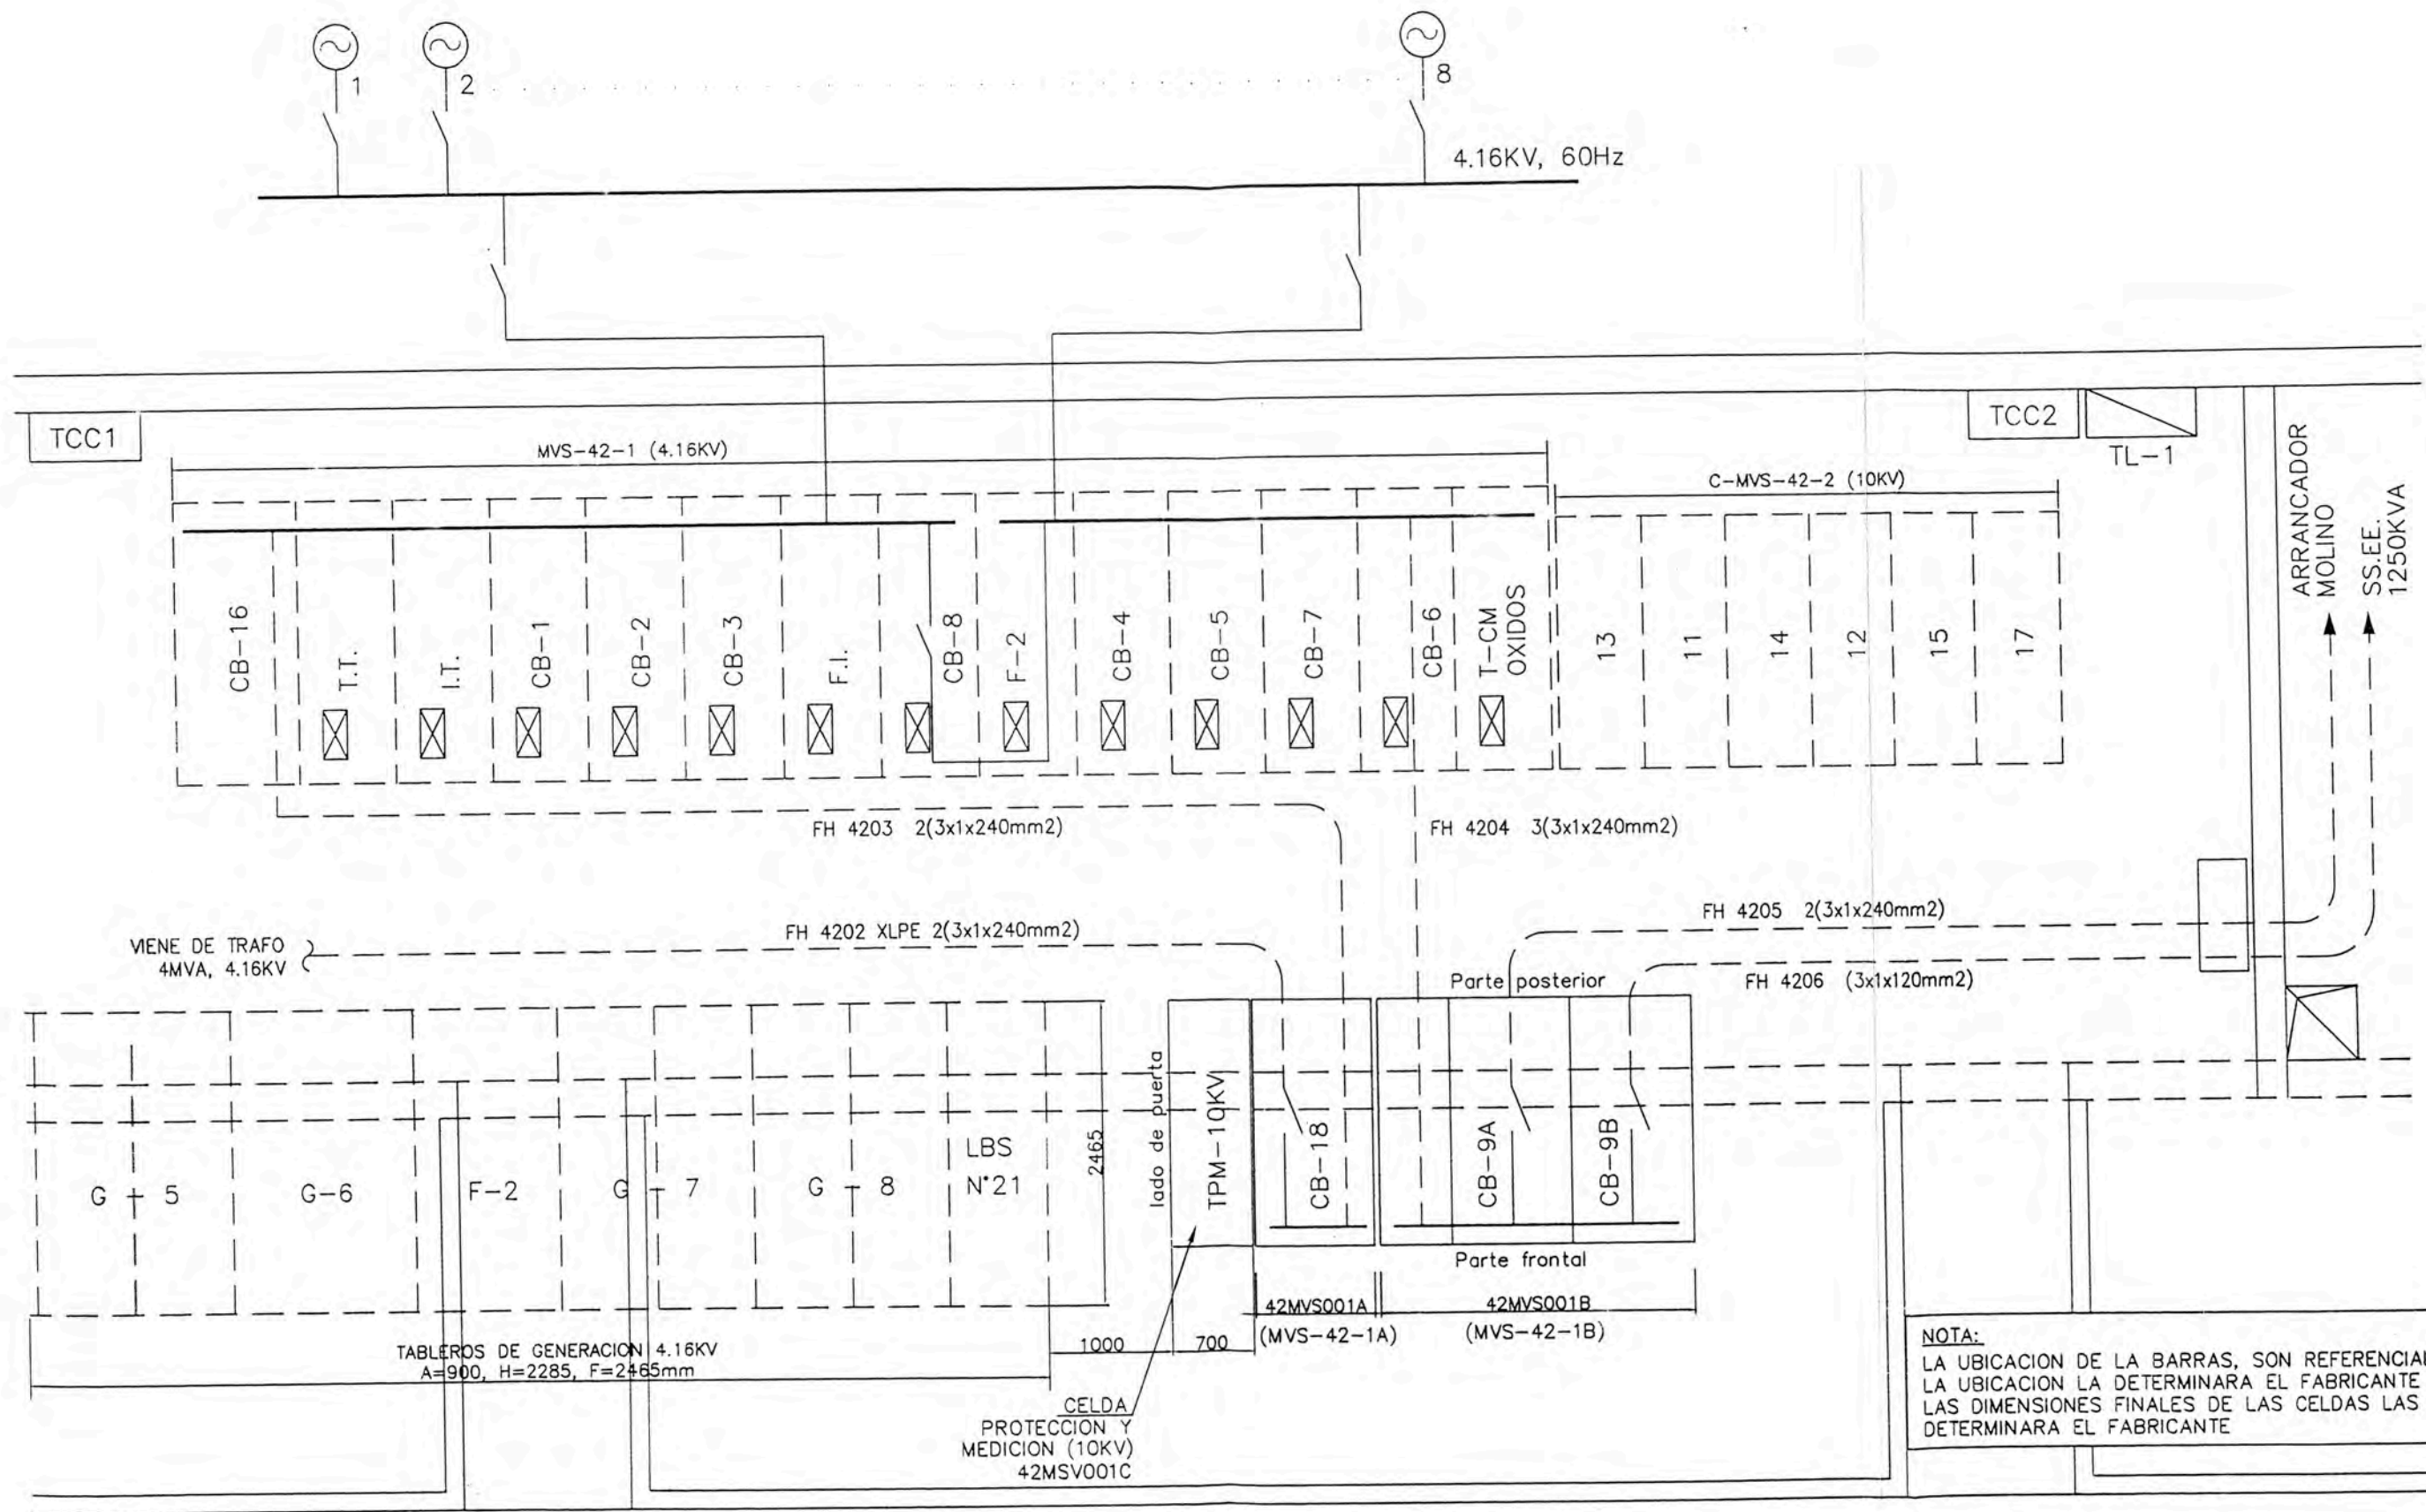 1
2
8
4.16KV, 60Hz
TCC1
TCC2
TL-1
MVS-42-1 (4.16KV)
C-MVS-42-2 (10KV)
ARRANCADOR
MOLINO
SS.EE.
1250KVA
CB-16
T.T.
I.T.
CB-1
CB-2
CB-3
F.I.
CB-8
F-2
CB-4
CB-5
CB-7
CB-6
T-CM
OXIDOS
13
11
14
12
15
17
FH 4203 2(3x1x240mm2)
FH 4204 3(3x1x240mm2)
VIENE DE TRAFO
4MVA, 4.16KV
FH 4202 XLPE 2(3x1x240mm2)
FH 4205 2(3x1x240mm2)
FH 4206 (3x1x120mm2)
Parte posterior
G-5
G-6
F-2
G-7
G-8
LBS
N°21
2465
lado de puerta
TPM-10KV
CB-18
CB-9A
CB-9B
Parte frontal
42MVS001A
(MVS-42-1A)
42MVS001B
(MVS-42-1B)
1000
700
TABLEROS DE GENERACION 4.16KV
A=900, H=2285, F=2465mm
CELDA
PROTECCION Y
MEDICION (10KV)
42MSV001C
NOTA:
LA UBICACION DE LA BARRAS, SON REFERENCIAL
LA UBICACION LA DETERMINARA EL FABRICANTE
LAS DIMENSIONES FINALES DE LAS CELDAS LAS
DETERMINARA EL FABRICANTE